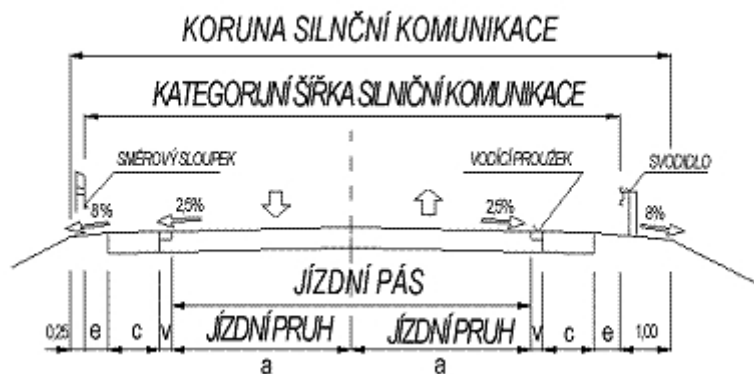 KORUNA SILNČNÍ KOMUNIKACE
KATEGORIJNÍ ŠÍŘKA SILNIČNÍ KOMUNIKACE
SMĚROVÝ SLOUPEK
VODÍCÍ PROUŽEK
SVODIDLO
8%
2,5%
2,5%
8%
JÍZDNÍ PÁS
0,25
e
c
v
JÍZDNÍ PRUH
JÍZDNÍ PRUH
v
c
e
1,00
a
a